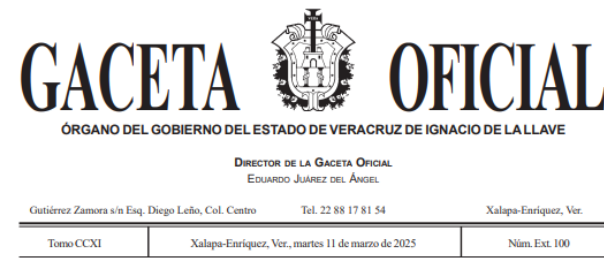 GACETA OFICIAL
ÓRGANO DEL GOBIERNO DEL ESTADO DE VERACRUZ DE IGNACIO DE LA LLAVE
DIRECTOR DE LA GACETA OFICIAL
EDUARDO JUÁREZ DEL ÁNGEL
Gutiérrez Zamora s/n Esq. Diego Leño, Col. Centro Tel. 22 88 17 81 54 Xalapa-Enríquez, Ver.
Tomo CCXI Xalapa-Enríquez, Ver., martes 11 de marzo de 2025 Núm. Ext. 100